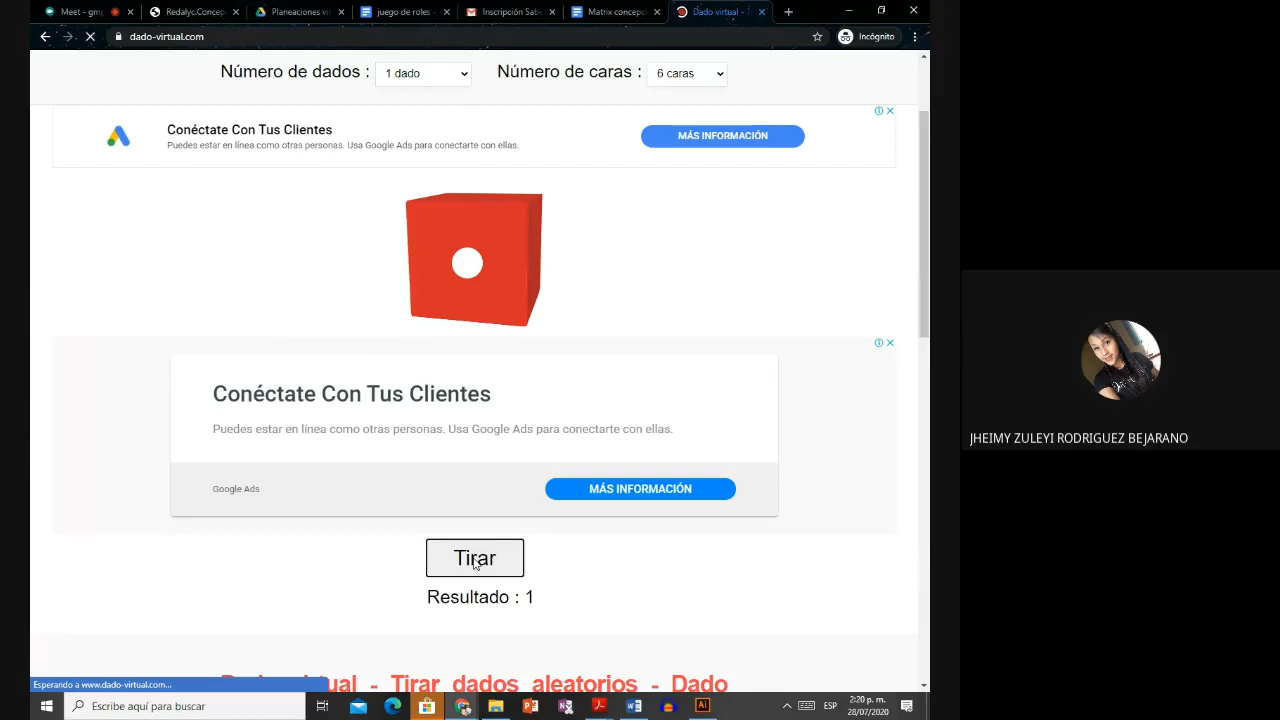 Meet - gmp
Redalyc.Concep
Planeaciones vi
juego de roles -
Inscripción Sabe
Matrix concepc
Dado virtual - T
dado-virtual.com
Incógnito
Número de dados : 1 dado Número de caras : 6 caras
Conéctate Con Tus Clientes
Puedes estar en línea como otras personas. Usa Google Ads para conectarte con ellas.
MÁS INFORMACIÓN
Conéctate Con Tus Clientes
Puedes estar en línea como otras personas. Usa Google Ads para conectarte con ellas.
Google Ads
MÁS INFORMACIÓN
Tirar
Resultado : 1
virtual - Tirar dados aleatorios - Dado
Esperando a www.dado-virtual.com...
Escribe aquí para buscar
ESP
2:20 p. m.
28/07/2020
JHEIMY ZULEYI RODRIGUEZ BEJARANO